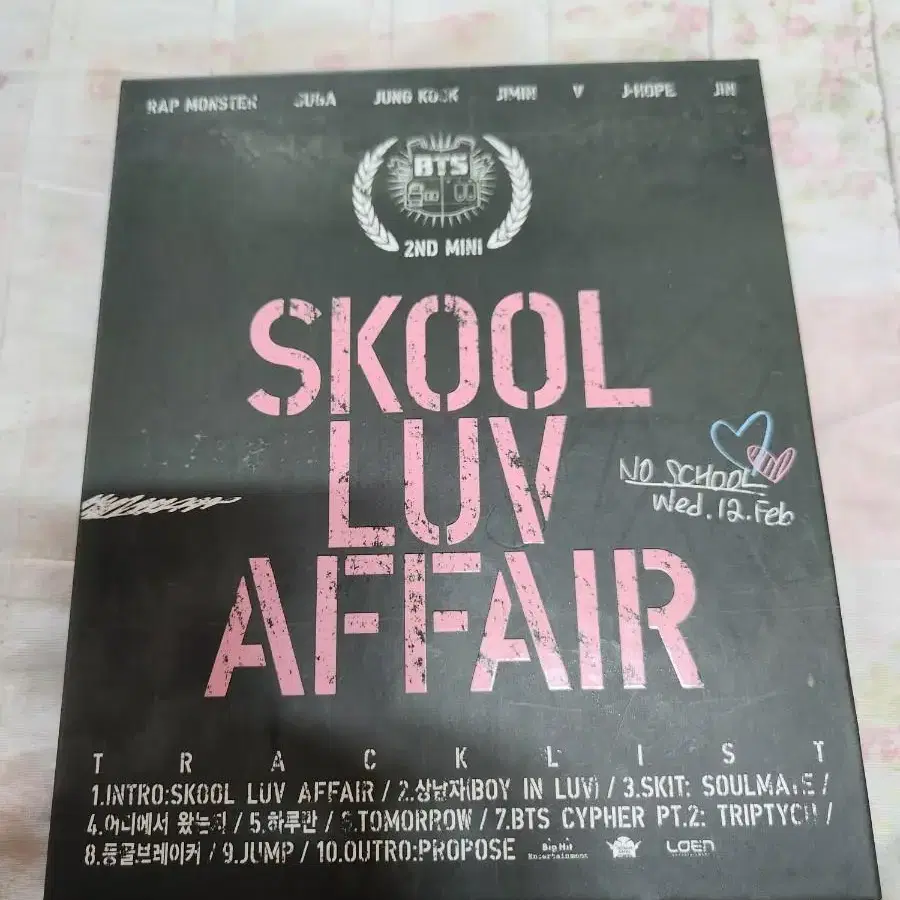 RAP MONSTER SUGA JUNG KOOK JIMIN V J-HOPE JIN
BTS
2ND MINI
SKOOL
LUV
AFFAIR
NO SCHOOL
Wed.12.Feb
TRACKLIST
1.INTRO:SKOOL LUV AFFAIR / 2.상남자(BOY IN LUV) / 3.SKIT: SOULMATE /
4.어디에서 왔는지 / 5.하루만 / 6.TOMORROW / 7.BTS CYPHER PT.2: TRIPTYCH /
8.등골브레이커 / 9.JUMP / 10.OUTRO:PROPOSE Big Hit Entertainment LOEN